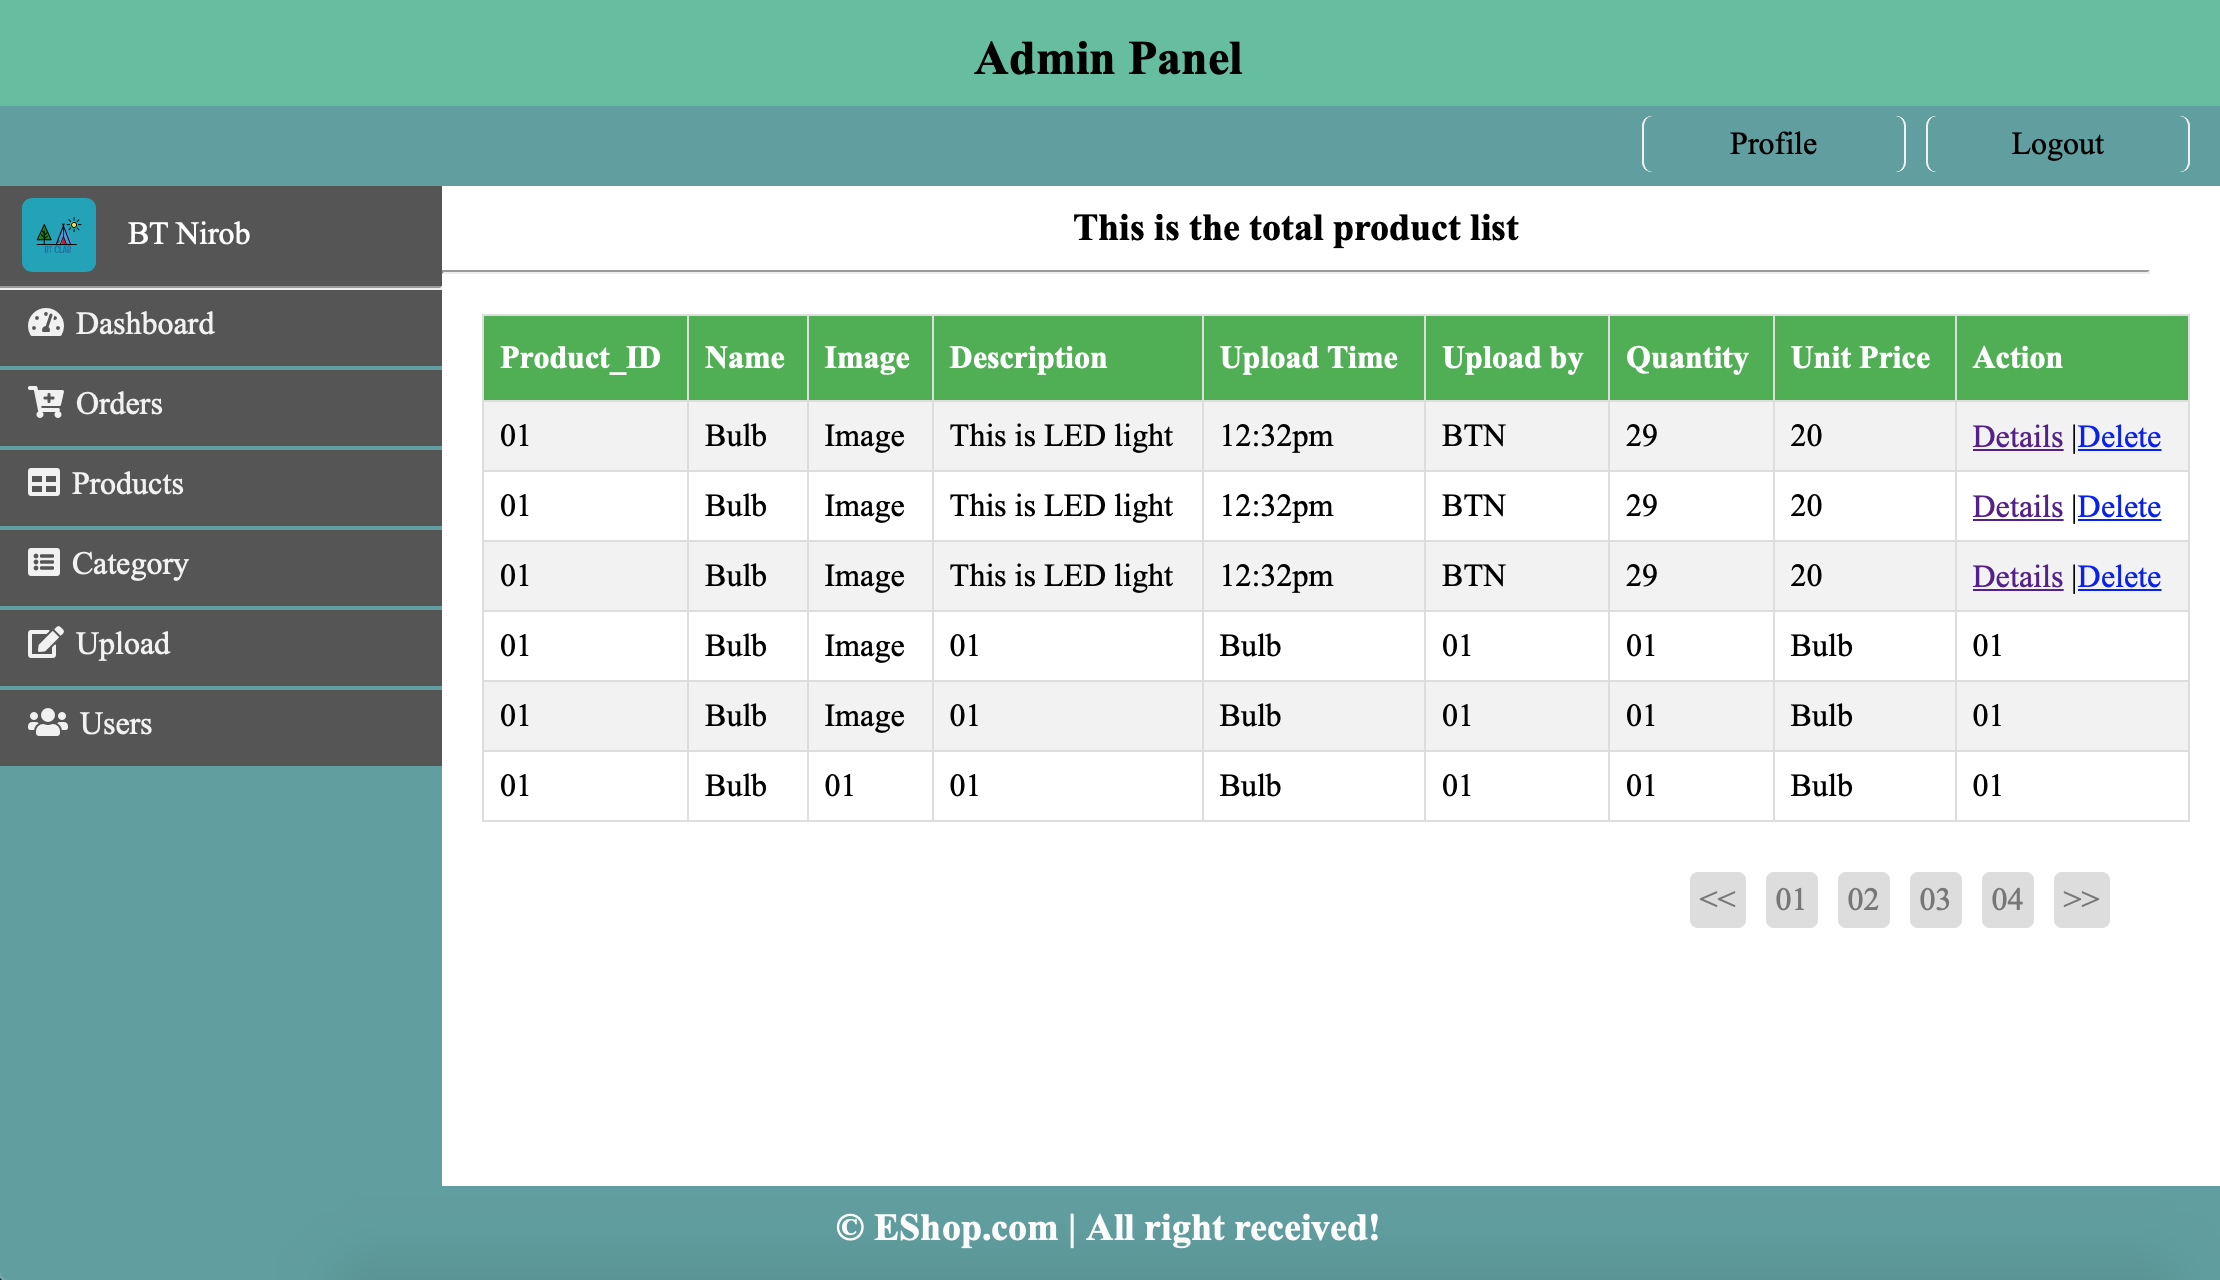 Admin Panel
Profile Logout
BT Nirob
Dashboard
Orders
Products
Category
Upload
Users
This is the total product list
Product_ID Name Image Description Upload Time Upload by Quantity Unit Price Action
01 Bulb Image This is LED light 12:32pm BTN 29 20 Details |Delete
01 Bulb Image This is LED light 12:32pm BTN 29 20 Details |Delete
01 Bulb Image This is LED light 12:32pm BTN 29 20 Details |Delete
01 Bulb Image 01 Bulb 01 01 Bulb 01
01 Bulb Image 01 Bulb 01 01 Bulb 01
01 Bulb 01 01 Bulb 01 01 Bulb 01
<< 01 02 03 04 >>
© EShop.com | All right received!